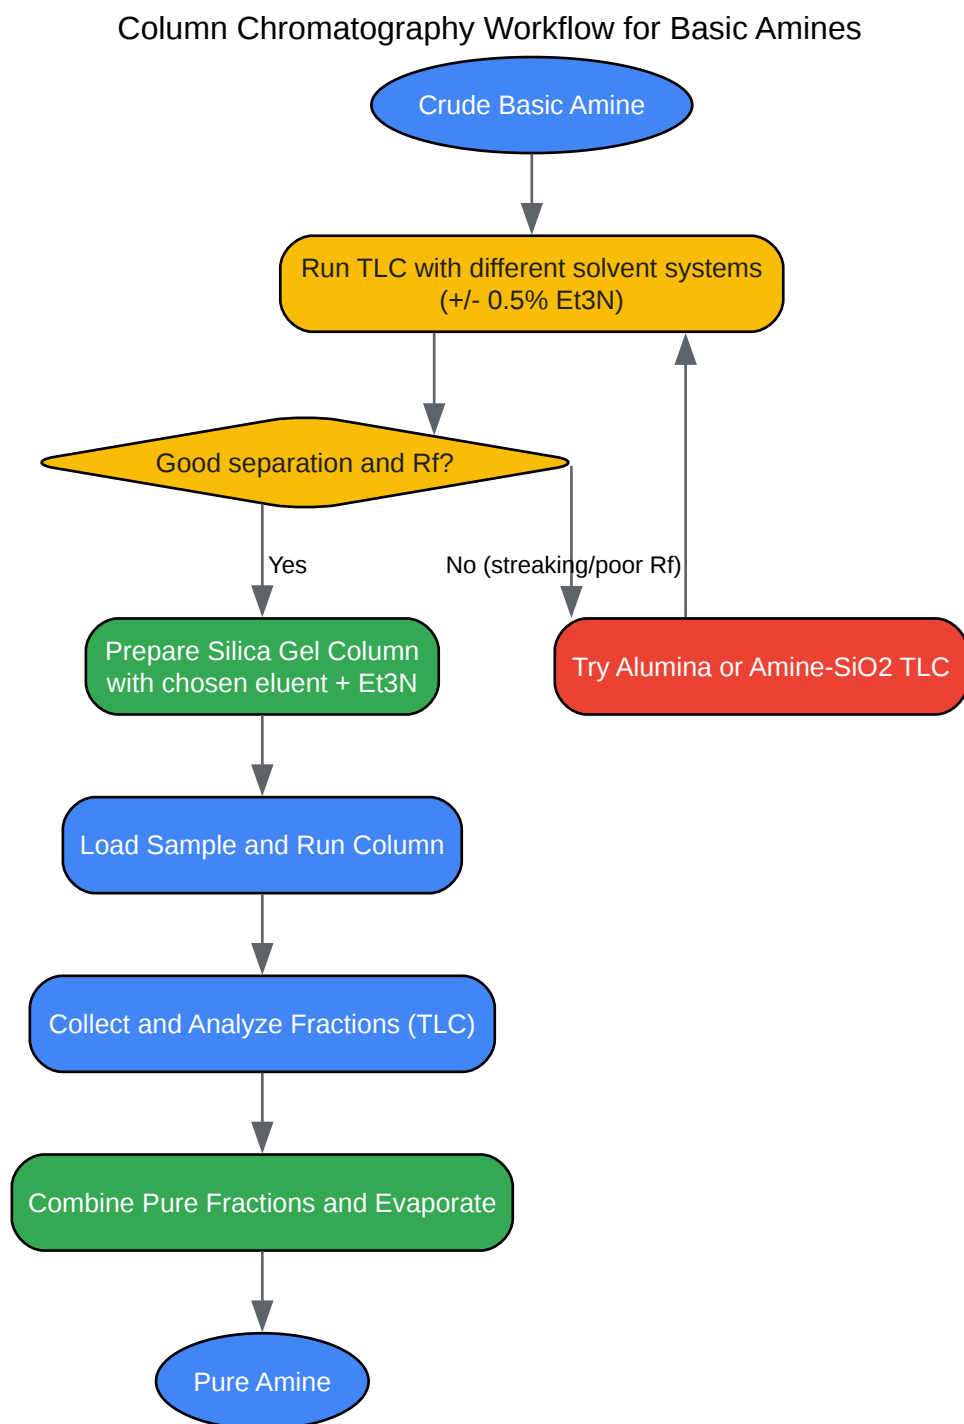 Column Chromatography Workflow for Basic Amines
Crude Basic Amine
Run TLC with different solvent systems
(+/- 0.5% Et3N)
Good separation and Rf?
Yes
No (streaking/poor Rf)
Prepare Silica Gel Column
with chosen eluent + Et3N
Try Alumina or Amine-SiO2 TLC
Load Sample and Run Column
Collect and Analyze Fractions (TLC)
Combine Pure Fractions and Evaporate
Pure Amine